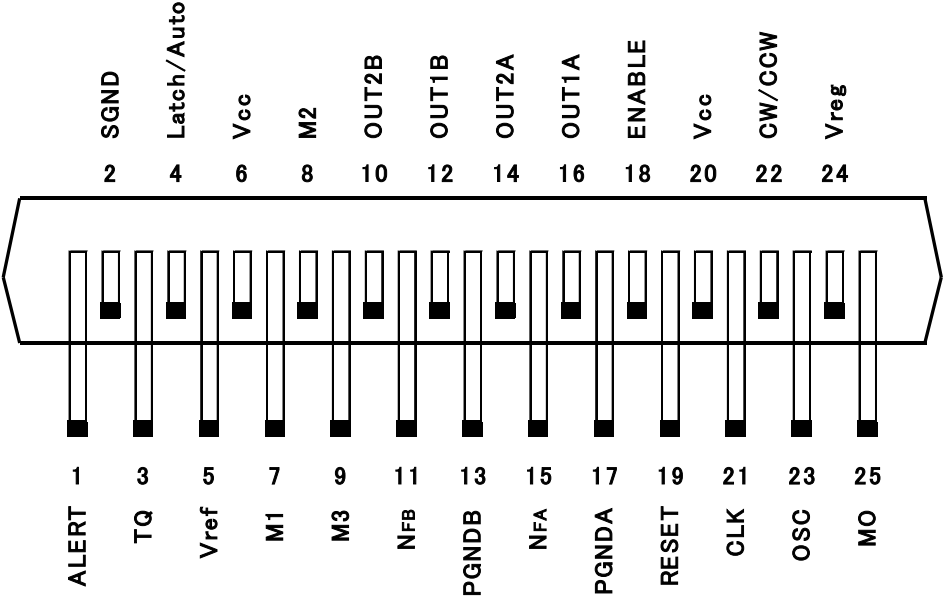 SGND Latch/Auto Vcc M2 OUT2B OUT1B OUT2A OUT1A ENABLE Vcc CW/CCW Vreg
2 4 6 8 10 12 14 16 18 20 22 24
1 3 5 7 9 11 13 15 17 19 21 23 25
ALERT TQ Vref M1 M3 NFB PGNDB NFA PGNDA RESET CLK OSC MO